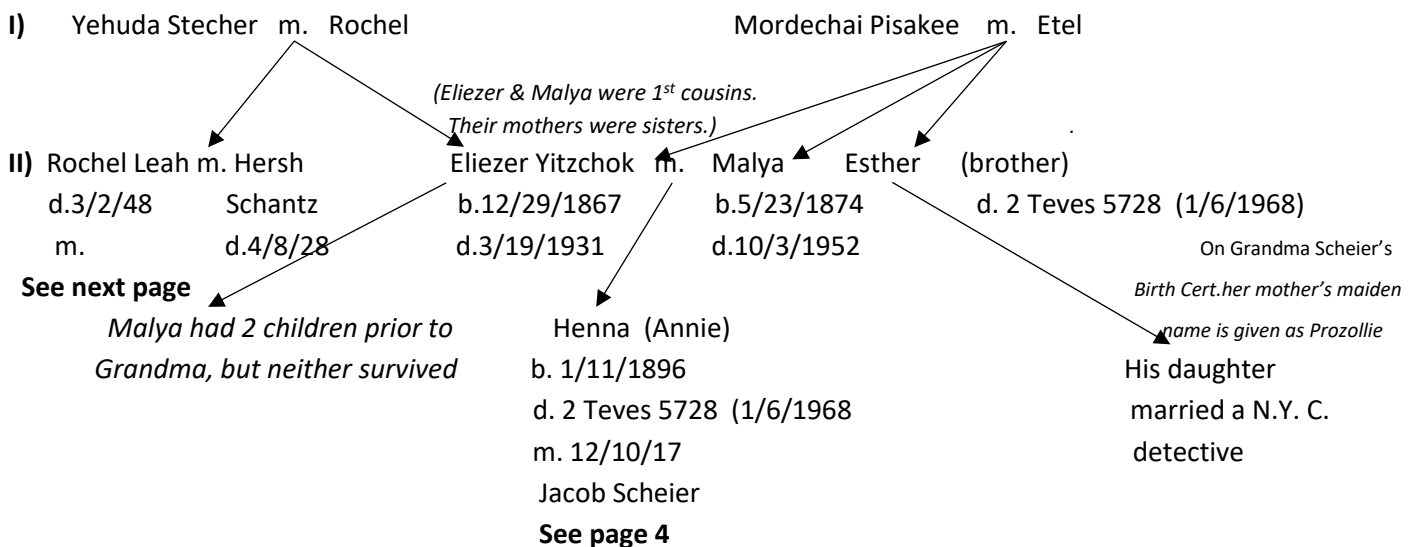 I) Yehuda Stecher m. Rochel Mordechai Pisakee m. Etel
(Eliezer & Malya were 1st cousins.
Their mothers were sisters.) .
II) Rochel Leah m. Hersh Eliezer Yitzchok m. Malya Esther (brother)
d.3/2/48 Schantz b.12/29/1867 b.5/23/1874 d. 2 Teves 5728 (1/6/1968)
m. d.4/8/28 d.3/19/1931 d.10/3/1952 On Grandma Scheier’s
See next page Birth Cert.her mother’s maiden
Malya had 2 children prior to Henna (Annie) name is given as Prozollie
Grandma, but neither survived b. 1/11/1896 His daughter
d. 2 Teves 5728 (1/6/1968 married a N.Y. C.
m. 12/10/17 detective
Jacob Scheier
See page 4